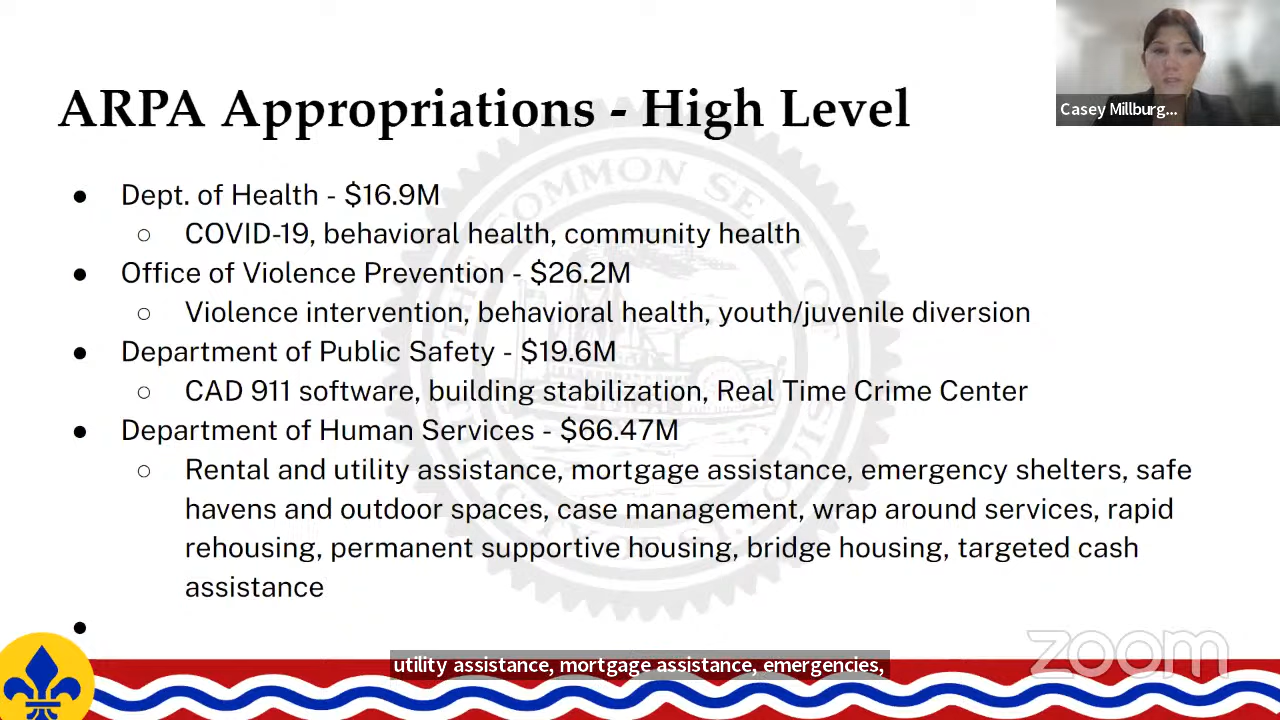 ARPA Appropriations - High Level
Casey Millburg...
● Dept. of Health - $16.9M
○ COVID-19, behavioral health, community health
● Office of Violence Prevention - $26.2M
○ Violence intervention, behavioral health, youth/juvenile diversion
● Department of Public Safety - $19.6M
○ CAD 911 software, building stabilization, Real Time Crime Center
● Department of Human Services - $66.47M
○ Rental and utility assistance, mortgage assistance, emergency shelters, safe
havens and outdoor spaces, case management, wrap around services, rapid
rehousing, permanent supportive housing, bridge housing, targeted cash
assistance
●
utility assistance, mortgage assistance, emergencies,
zoom
THE COMMON SEAL OF